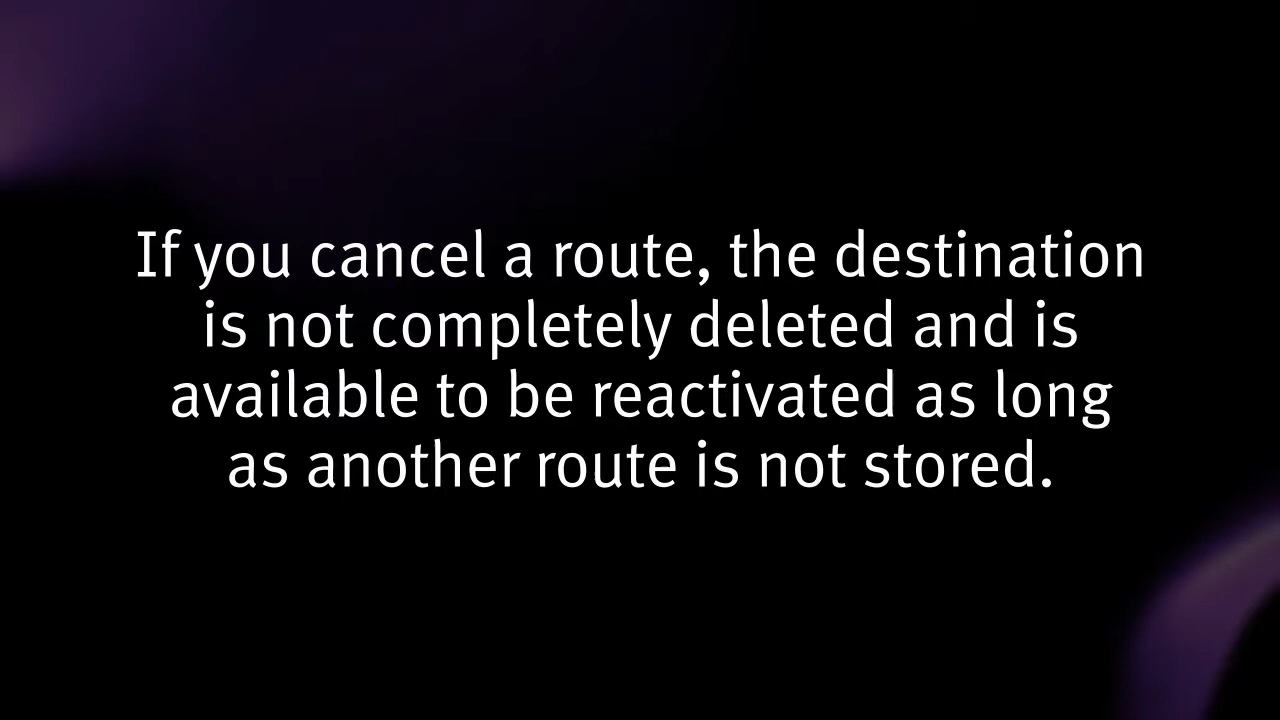 If you cancel a route, the destination
is not completely deleted and is
available to be reactivated as long
as another route is not stored.